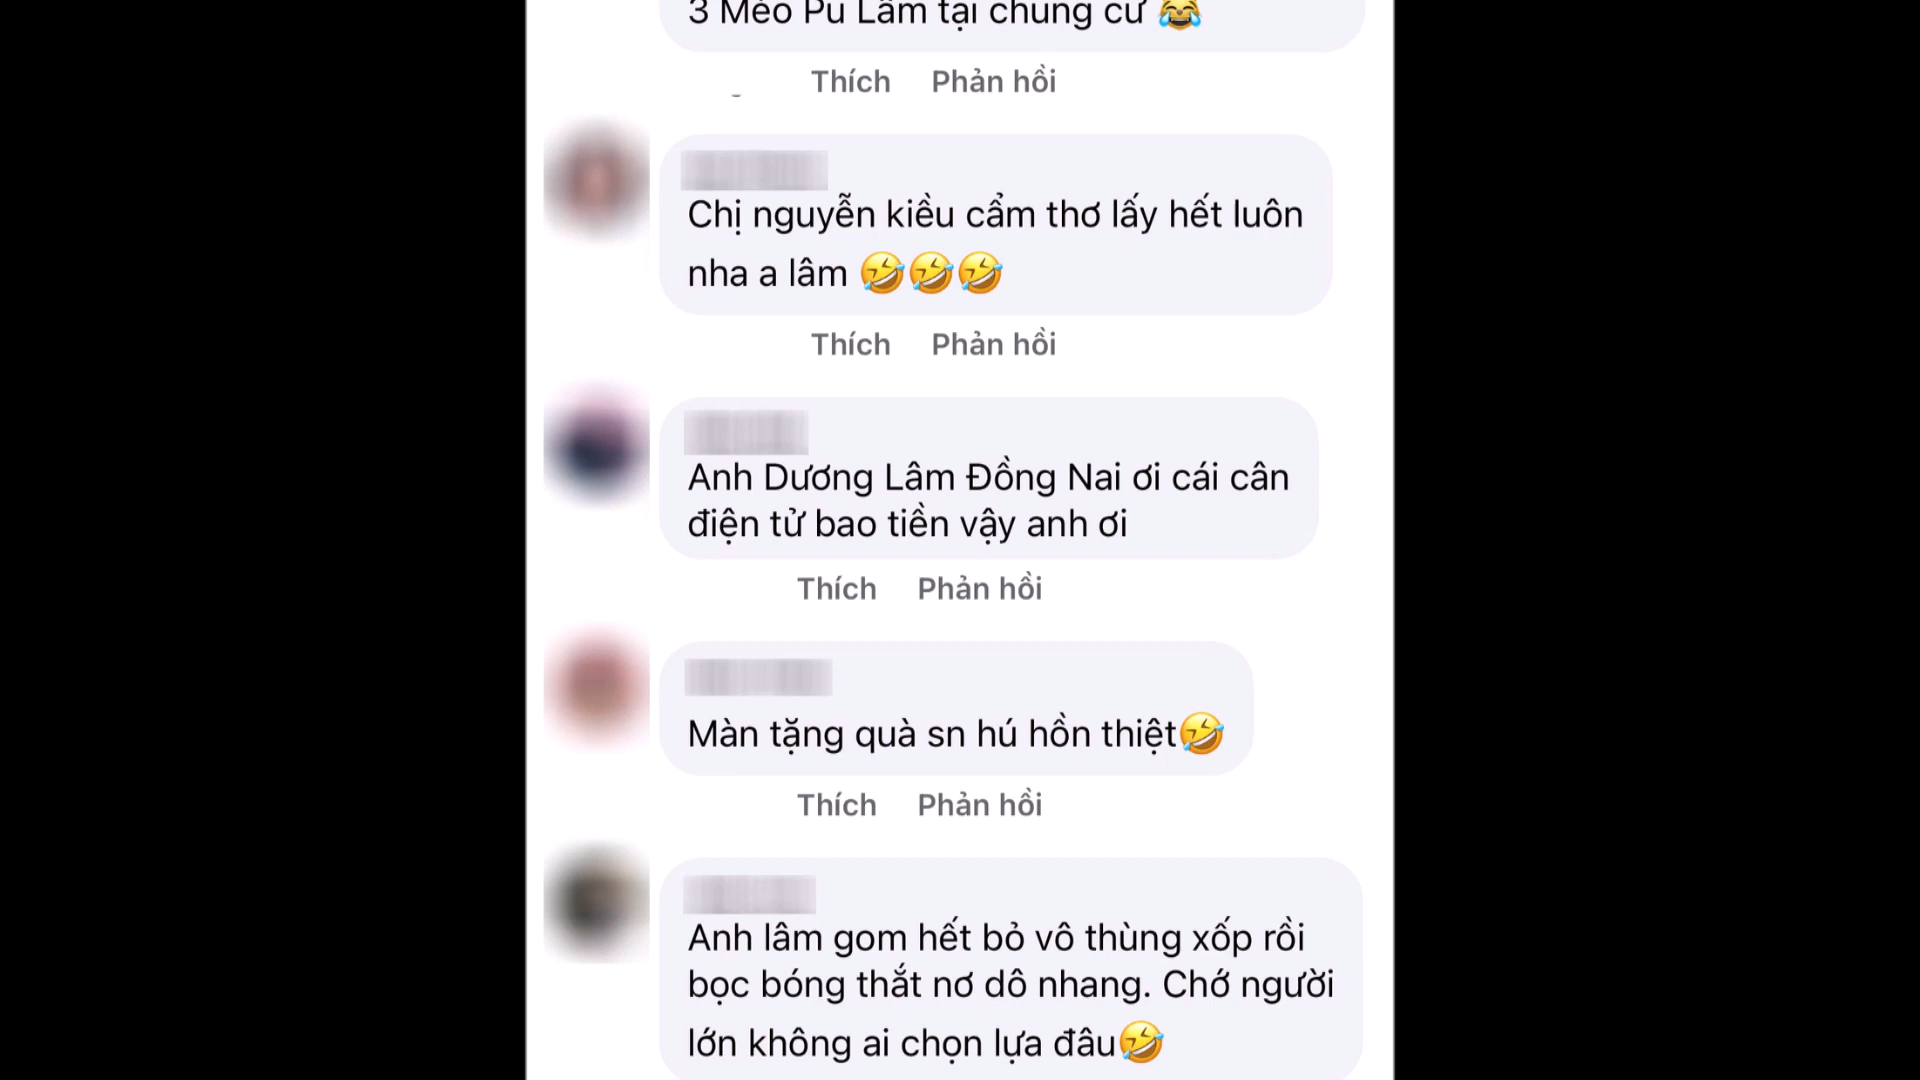 3 Mèo Pu Lâm tại chung cư 😹
Thích Phản hồi
Chị nguyễn kiều cẩm thơ lấy hết luôn
nha a lâm 🤣🤣🤣
Thích Phản hồi
Anh Dương Lâm Đồng Nai ơi cái cân
điện tử bao tiền vậy anh ơi
Thích Phản hồi
Màn tặng quà sn hú hồn thiệt🤣
Thích Phản hồi
Anh lâm gom hết bỏ vô thùng xốp rồi
bọc bóng thắt nơ dô nhang. Chớ người
lớn không ai chọn lựa đâu🤣